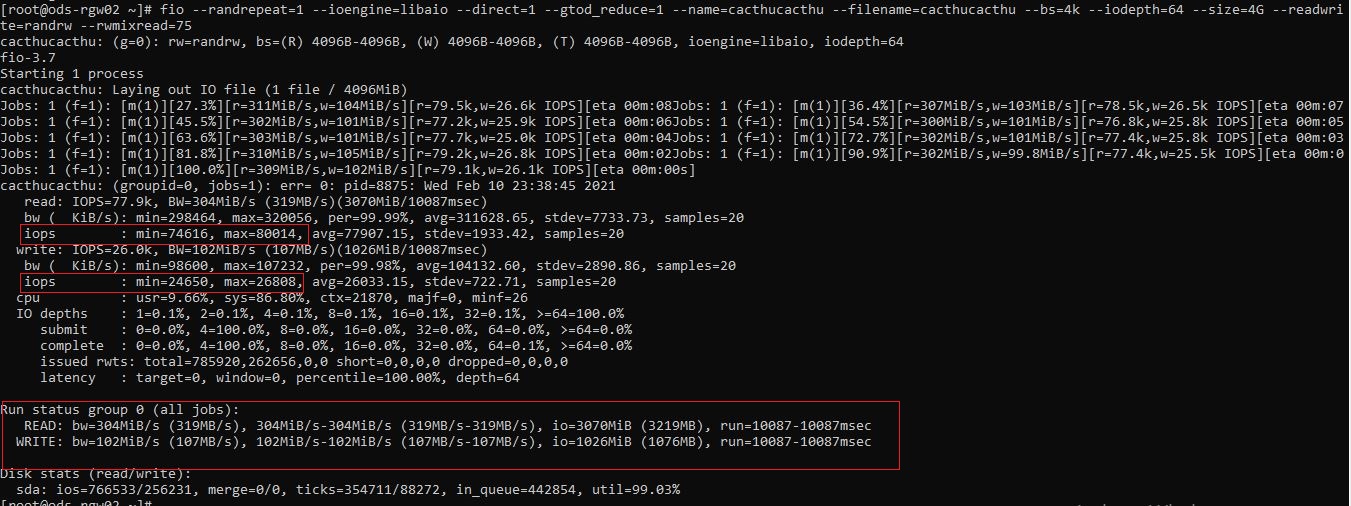 [root@ods-rgw02 ~]# fio --randrepeat=1 --ioengine=libaio --direct=1 --gtod_reduce=1 --name=cacthucacthu --filename=cacthucacthu --bs=4k --iodepth=64 --size=4G --readwri
te=randrw --rwmixread=75
cacthucacthu: (g=0): rw=randrw, bs=(R) 4096B-4096B, (W) 4096B-4096B, (T) 4096B-4096B, ioengine=libaio, iodepth=64
fio-3.7
Starting 1 process
cacthucacthu: Laying out IO file (1 file / 4096MiB)
Jobs: 1 (f=1): [m(1)][27.3%][r=311MiB/s,w=104MiB/s][r=79.5k,w=26.6k IOPS][eta 00m:08Jobs: 1 (f=1): [m(1)][36.4%][r=307MiB/s,w=103MiB/s][r=78.5k,w=26.5k IOPS][eta 00m:07
Jobs: 1 (f=1): [m(1)][45.5%][r=302MiB/s,w=101MiB/s][r=77.2k,w=25.9k IOPS][eta 00m:06Jobs: 1 (f=1): [m(1)][54.5%][r=300MiB/s,w=101MiB/s][r=76.8k,w=25.8k IOPS][eta 00m:05
Jobs: 1 (f=1): [m(1)][63.6%][r=303MiB/s,w=101MiB/s][r=77.7k,w=25.0k IOPS][eta 00m:04Jobs: 1 (f=1): [m(1)][72.7%][r=302MiB/s,w=101MiB/s][r=77.4k,w=25.8k IOPS][eta 00m:03
Jobs: 1 (f=1): [m(1)][81.8%][r=310MiB/s,w=105MiB/s][r=79.2k,w=26.8k IOPS][eta 00m:02Jobs: 1 (f=1): [m(1)][90.9%][r=302MiB/s,w=99.8MiB/s][r=77.4k,w=25.5k IOPS][eta 00m:0
Jobs: 1 (f=1): [m(1)][100.0%][r=309MiB/s,w=102MiB/s][r=79.1k,w=26.1k IOPS][eta 00m:00s]
cacthucacthu: (groupid=0, jobs=1): err= 0: pid=8875: Wed Feb 10 23:38:45 2021
read: IOPS=77.9k, BW=304MiB/s (319MB/s)(3070MiB/10087msec)
bw (  KiB/s): min=298464, max=320056, per=99.99%, avg=311628.65, stdev=7733.73, samples=20
iops        : min=74616, max=80014, avg=77907.15, stdev=1933.42, samples=20
write: IOPS=26.0k, BW=102MiB/s (107MB/s)(1026MiB/10087msec)
bw (  KiB/s): min=98600, max=107232, per=99.98%, avg=104132.60, stdev=2890.86, samples=20
iops        : min=24650, max=26808, avg=26033.15, stdev=722.71, samples=20
cpu          : usr=9.66%, sys=86.80%, ctx=21870, majf=0, minf=26
IO depths    : 1=0.1%, 2=0.1%, 4=0.1%, 8=0.1%, 16=0.1%, 32=0.1%, >=64=100.0%
submit    : 0=0.0%, 4=100.0%, 8=0.0%, 16=0.0%, 32=0.0%, 64=0.0%, >=64=0.0%
complete  : 0=0.0%, 4=100.0%, 8=0.0%, 16=0.0%, 32=0.0%, 64=0.1%, >=64=0.0%
issued rwts: total=785920,262656,0,0 short=0,0,0,0 dropped=0,0,0,0
latency   : target=0, window=0, percentile=100.00%, depth=64
Run status group 0 (all jobs):
READ: bw=304MiB/s (319MB/s), 304MiB/s-304MiB/s (319MB/s-319MB/s), io=3070MiB (3219MB), run=10087-10087msec
WRITE: bw=102MiB/s (107MB/s), 102MiB/s-102MiB/s (107MB/s-107MB/s), io=1026MiB (1076MB), run=10087-10087msec
Disk stats (read/write):
sda: ios=766533/256231, merge=0/0, ticks=354711/88272, in_queue=442854, util=99.03%
[root@ods-rgw02 ~]#